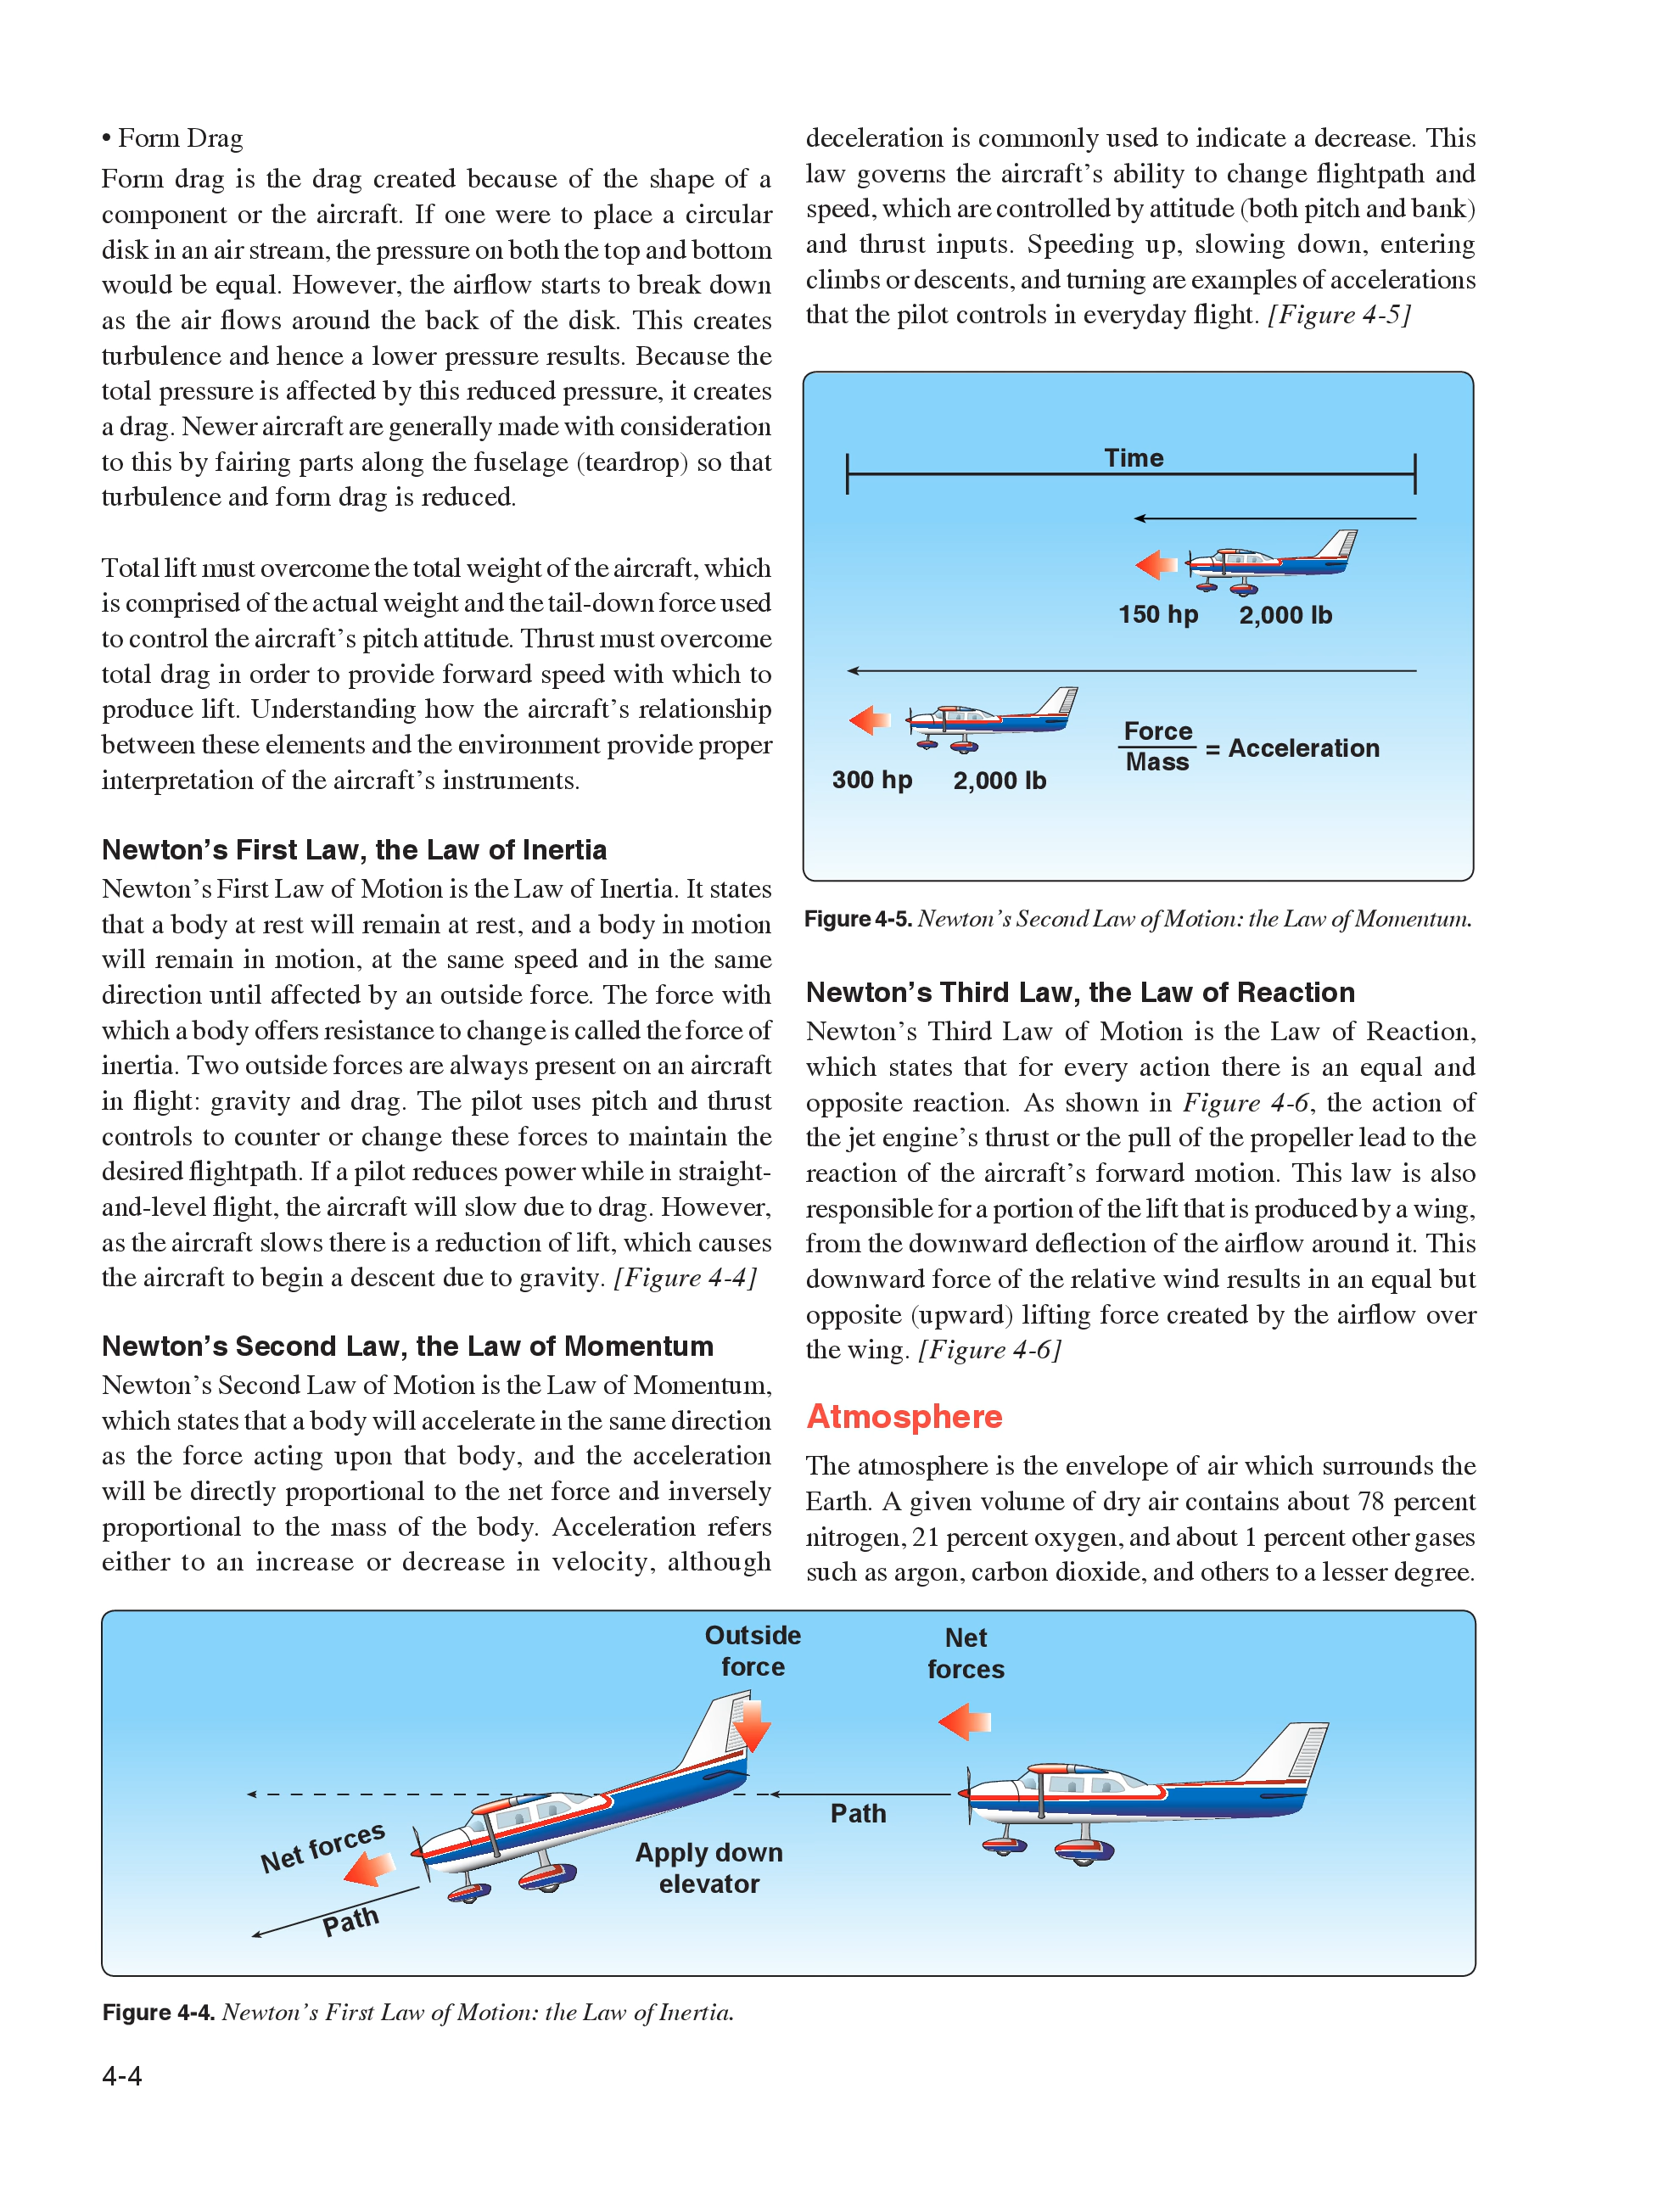 • Form Drag
Form drag is the drag created because of the shape of a
component or the aircraft. If one were to place a circular
disk in an air stream, the pressure on both the top and bottom
would be equal. However, the airflow starts to break down
as the air flows around the back of the disk. This creates
turbulence and hence a lower pressure results. Because the
total pressure is affected by this reduced pressure, it creates
a drag. Newer aircraft are generally made with consideration
to this by fairing parts along the fuselage (teardrop) so that
turbulence and form drag is reduced.
Total lift must overcome the total weight of the aircraft, which
is comprised of the actual weight and the tail-down force used
to control the aircraft’s pitch attitude. Thrust must overcome
total drag in order to provide forward speed with which to
produce lift. Understanding how the aircraft’s relationship
between these elements and the environment provide proper
interpretation of the aircraft’s instruments.
Newton’s First Law, the Law of Inertia
Newton’s First Law of Motion is the Law of Inertia. It states
that a body at rest will remain at rest, and a body in motion
will remain in motion, at the same speed and in the same
direction until affected by an outside force. The force with
which a body offers resistance to change is called the force of
inertia. Two outside forces are always present on an aircraft
in flight: gravity and drag. The pilot uses pitch and thrust
controls to counter or change these forces to maintain the
desired flightpath. If a pilot reduces power while in straight-
and-level flight, the aircraft will slow due to drag. However,
as the aircraft slows there is a reduction of lift, which causes
the aircraft to begin a descent due to gravity. [Figure 4-4]
Newton’s Second Law, the Law of Momentum
Newton’s Second Law of Motion is the Law of Momentum,
which states that a body will accelerate in the same direction
as the force acting upon that body, and the acceleration
will be directly proportional to the net force and inversely
proportional to the mass of the body. Acceleration refers
either to an increase or decrease in velocity, although
deceleration is commonly used to indicate a decrease. This
law governs the aircraft’s ability to change flightpath and
speed, which are controlled by attitude (both pitch and bank)
and thrust inputs. Speeding up, slowing down, entering
climbs or descents, and turning are examples of accelerations
that the pilot controls in everyday flight. [Figure 4-5]
Time
150 hp 2,000 lb
300 hp 2,000 lb
Force
Mass
= Acceleration
Figure 4-5. Newton’s Second Law of Motion: the Law of Momentum.
Newton’s Third Law, the Law of Reaction
Newton’s Third Law of Motion is the Law of Reaction,
which states that for every action there is an equal and
opposite reaction. As shown in Figure 4-6, the action of
the jet engine’s thrust or the pull of the propeller lead to the
reaction of the aircraft’s forward motion. This law is also
responsible for a portion of the lift that is produced by a wing,
from the downward deflection of the airflow around it. This
downward force of the relative wind results in an equal but
opposite (upward) lifting force created by the airflow over
the wing. [Figure 4-6]
Atmosphere
The atmosphere is the envelope of air which surrounds the
Earth. A given volume of dry air contains about 78 percent
nitrogen, 21 percent oxygen, and about 1 percent other gases
such as argon, carbon dioxide, and others to a lesser degree.
Outside
force
Net
forces
Path
Net forces
Path
Apply down
elevator
Figure 4-4. Newton’s First Law of Motion: the Law of Inertia.
4-4